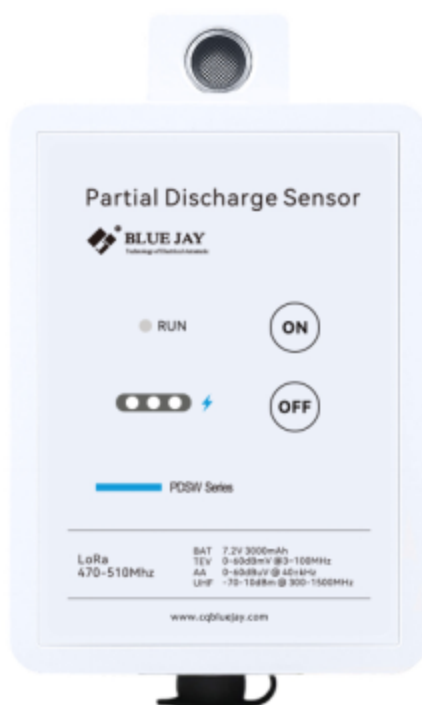 Partial Discharge Sensor
BLUE JAY
RUN
ON
OFF
PDSW Series
LoRa
470-510Mhz
BAT 7.2V 3000mAh
TEV 0-60dBmV @3-100MHz
AA 0-60dBuV @
UHF -70-10dBm @ 300-1500MHz
www.cqbluejay.com